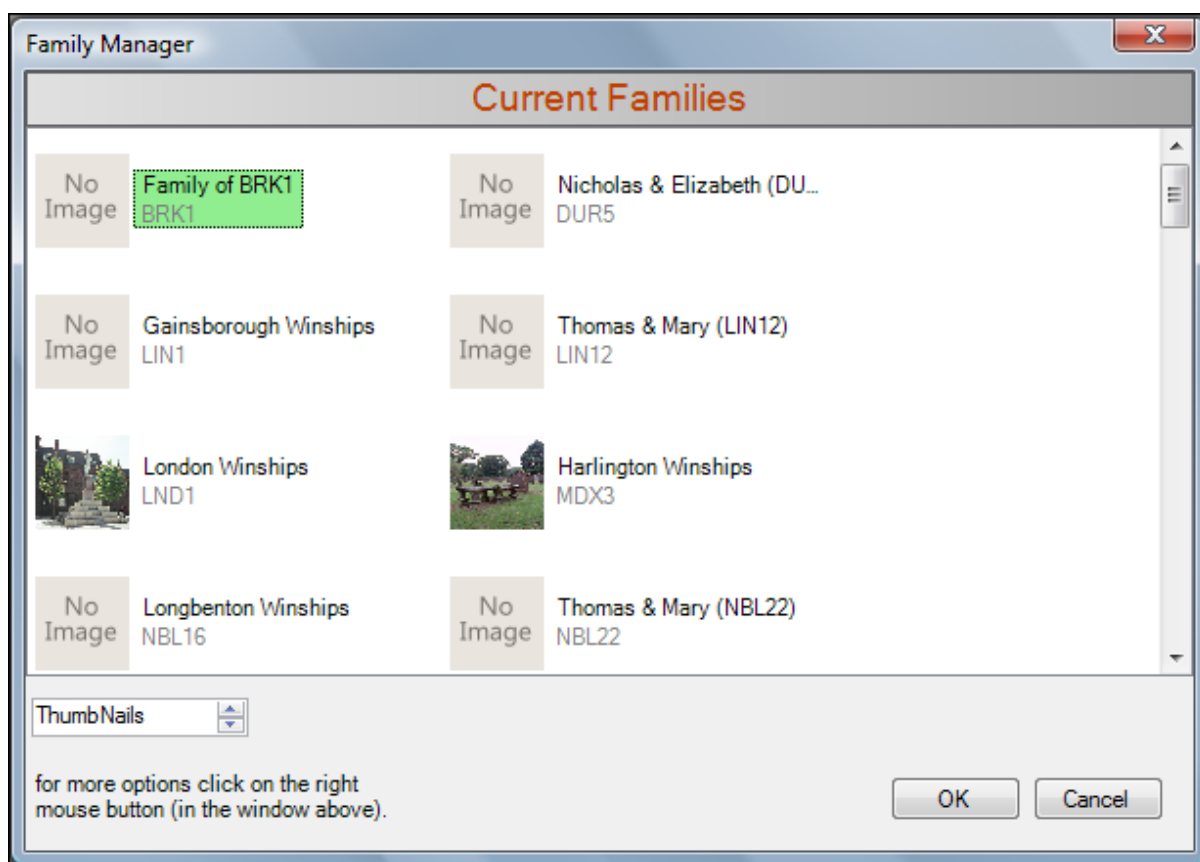 Family Manager
Current Families
No
Image
Family of BRK1
BRK1
No
Image
Nicholas & Elizabeth (DU...
DUR5
No
Image
Gainsborough Winships
LIN1
No
Image
Thomas & Mary (LIN12)
LIN12
London Winships
LND1
Harlington Winships
MDX3
No
Image
Longbenton Winships
NBL16
No
Image
Thomas & Mary (NBL22)
NBL22
ThumbNails
for more options click on the right
mouse button (in the window above).
OK
Cancel